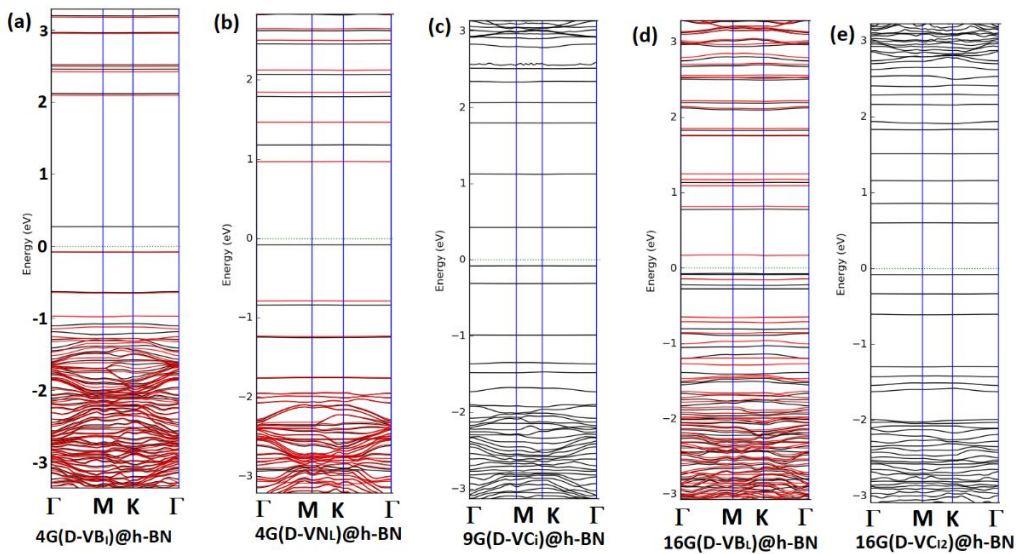 (a)
3
2
1
0
-1
-2
-3
Energy (eV)
Γ M K Γ
4G(D-VBI)@h-BN
(b)
2
1
0
−1
−2
−3
Energy (eV)
Γ M K Γ
4G(D-VNL)@h-BN
(c)
3
2
1
0
−1
−2
−3
Energy (eV)
Γ M K Γ
9G(D-VCi)@h-BN
(d)
3
2
1
0
−1
−2
−3
Energy (eV)
Γ M K Γ
16G(D-VBL)@h-BN
(e)
3
2
1
0
−1
−2
−3
Energy (eV)
Γ M K Γ
16G(D-VCI2)@h-BN